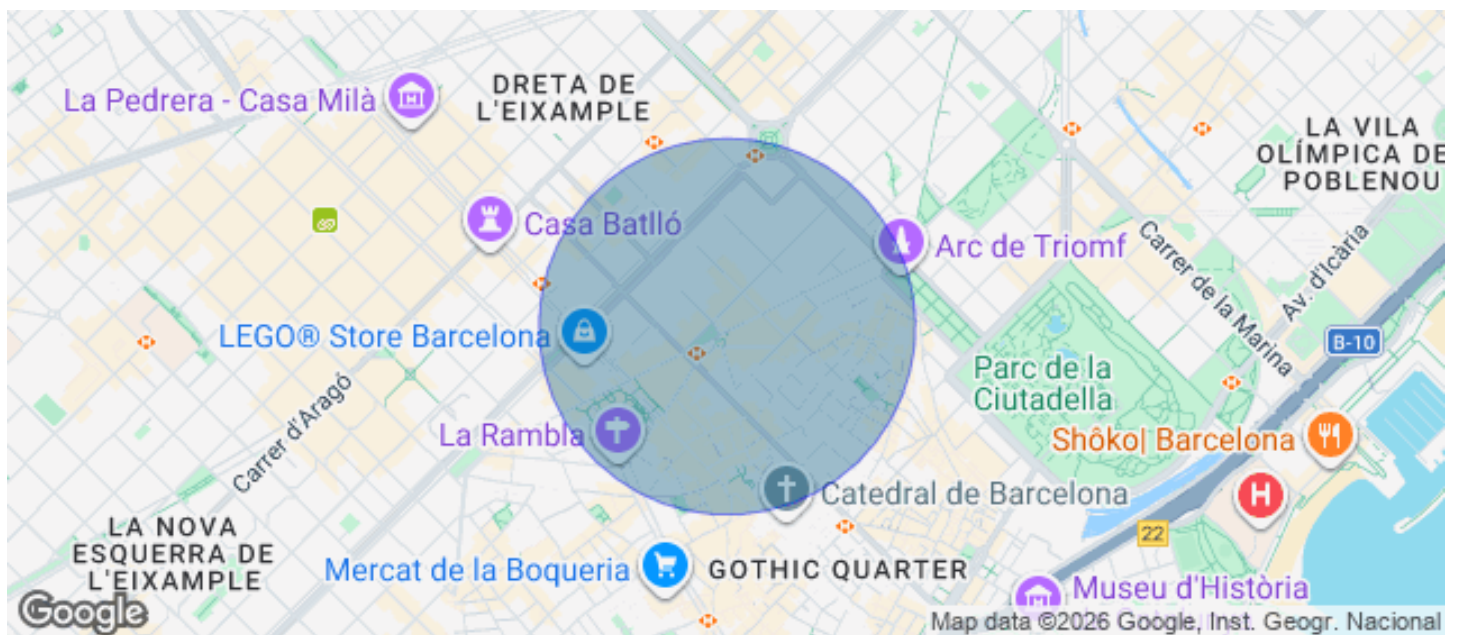 DRETA DE
L'EIXAMPLE
La Pedrera - Casa Milà
LA VILA
OLÍMPICA DE
POBLENOU
Casa Batlló
Arc de Triomf
Carrer de la Marina
Av. d'Icària
LEGO® Store Barcelona
B-10
Parc de la
Ciutadella
Carrer d'Aragó
La Rambla
Shôko| Barcelona
Catedral de Barcelona
H
LA NOVA
ESQUERRA DE
L'EIXAMPLE
22
Mercat de la Boqueria
GOTHIC QUARTER
Museu d'Història
Google
Map data ©2026 Google, Inst. Geogr. Nacional